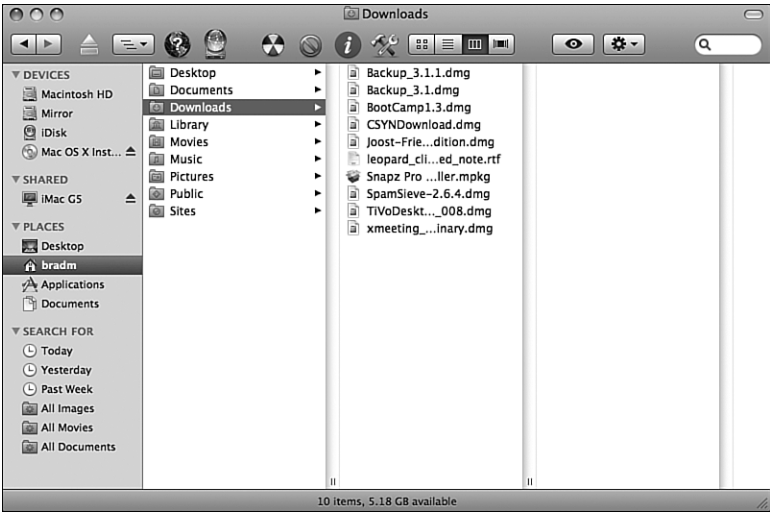 Downloads
DEVICES
Macintosh HD
Mirror
iDisk
Mac OS X Inst...
SHARED
iMac G5
PLACES
Desktop
bradm
Applications
Documents
SEARCH FOR
Today
Yesterday
Past Week
All Images
All Movies
All Documents
Desktop
Documents
Downloads
Library
Movies
Music
Pictures
Public
Sites
Backup_3.1.1.dmg
Backup_3.1.dmg
BootCamp1.3.dmg
CSYNDownload.dmg
Joost-Frie...dition.dmg
leopard_cli...ed_note.rtf
Snapz Pro ...ller.mpkg
SpamSieve-2.6.4.dmg
TiVoDeskt..._008.dmg
xmeeting_...inary.dmg
10 items, 5.18 GB available